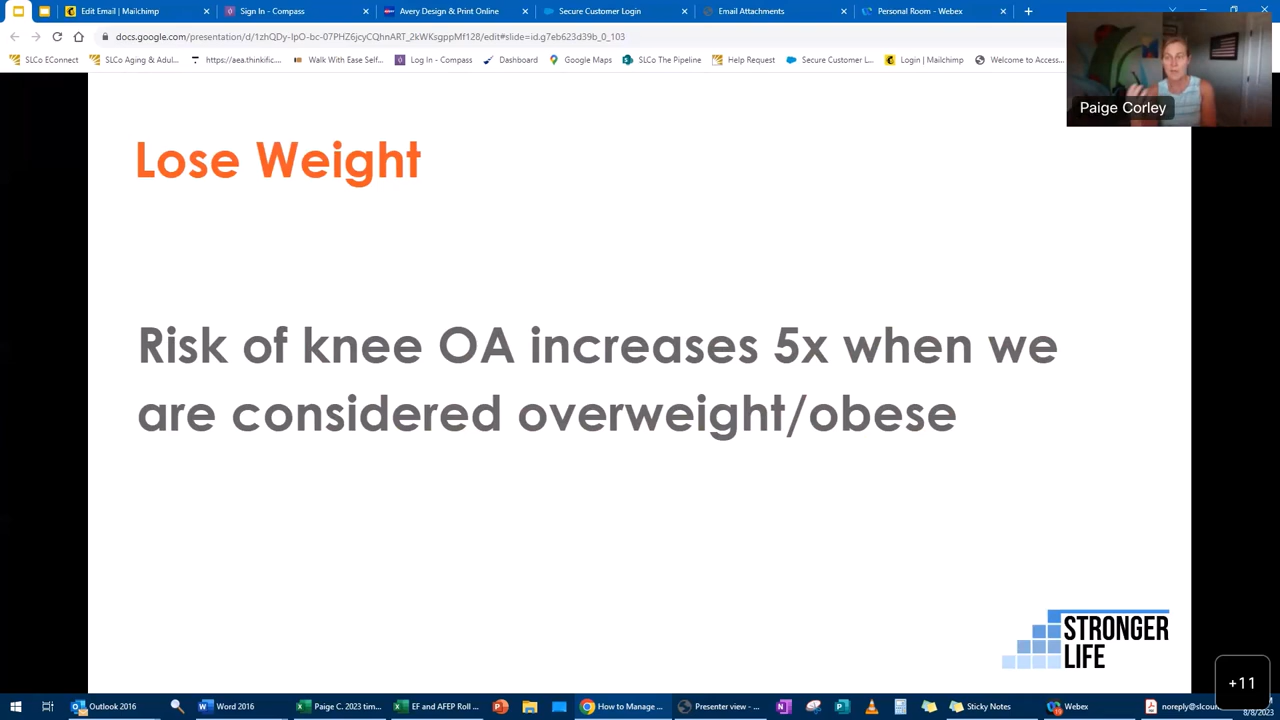 Edit Email | Mailchimp
Sign In - Compass
Avery Design & Print Online
Secure Customer Login
Email Attachments
Personal Room - Webex
docs.google.com/presentation/d/1zhQDy-IpO-bc-07PHZ6jcyCQhnART_2kWKsgppMf128/edit#slide=id.g7eb623d39b_0_103
SLCo EConnect
SLCo Aging & Adul...
https://aea.thinkific....
Walk With Ease Self...
Log In - Compass
Dashboard
Google Maps
SLCo The Pipeline
Help Request
Secure Customer L...
Login | Mailchimp
Welcome to Access...
Paige Corley
Lose Weight
Risk of knee OA increases 5x when we
are considered overweight/obese
STRONGER
LIFE
+11
Outlook 2016
Word 2016
Paige C. 2023 tim...
EF and AFEP Roll ...
How to Manage ...
Presenter view - ...
Sticky Notes
Webex
noreply@slcoun
8/8/2023